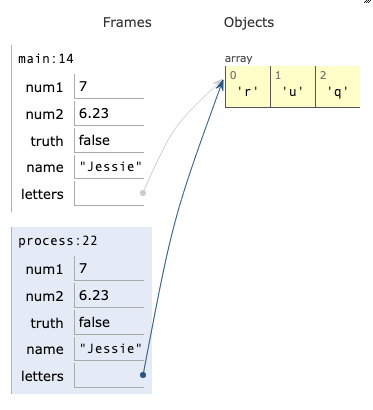 Frames Objects
main:14
num1 7
num2 6.23
truth false
name "Jessie"
letters
array
0 1 2
'r' 'u' 'q'
process:22
num1 7
num2 6.23
truth false
name "Jessie"
letters